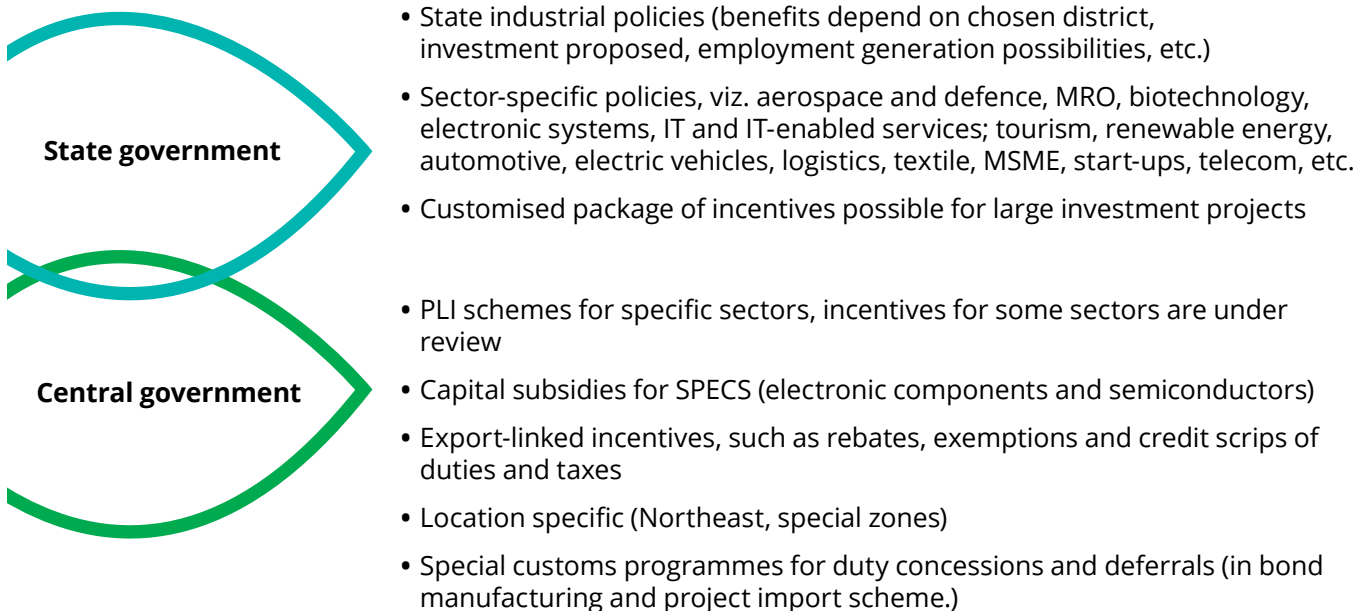 State government
• State industrial policies (benefits depend on chosen district,
investment proposed, employment generation possibilities, etc.)
• Sector-specific policies, viz. aerospace and defence, MRO, biotechnology,
electronic systems, IT and IT-enabled services; tourism, renewable energy,
automotive, electric vehicles, logistics, textile, MSME, start-ups, telecom, etc.
• Customised package of incentives possible for large investment projects
Central government
• PLI schemes for specific sectors, incentives for some sectors are under
review
• Capital subsidies for SPECS (electronic components and semiconductors)
• Export-linked incentives, such as rebates, exemptions and credit scrips of
duties and taxes
• Location specific (Northeast, special zones)
• Special customs programmes for duty concessions and deferrals (in bond
manufacturing and project import scheme.)